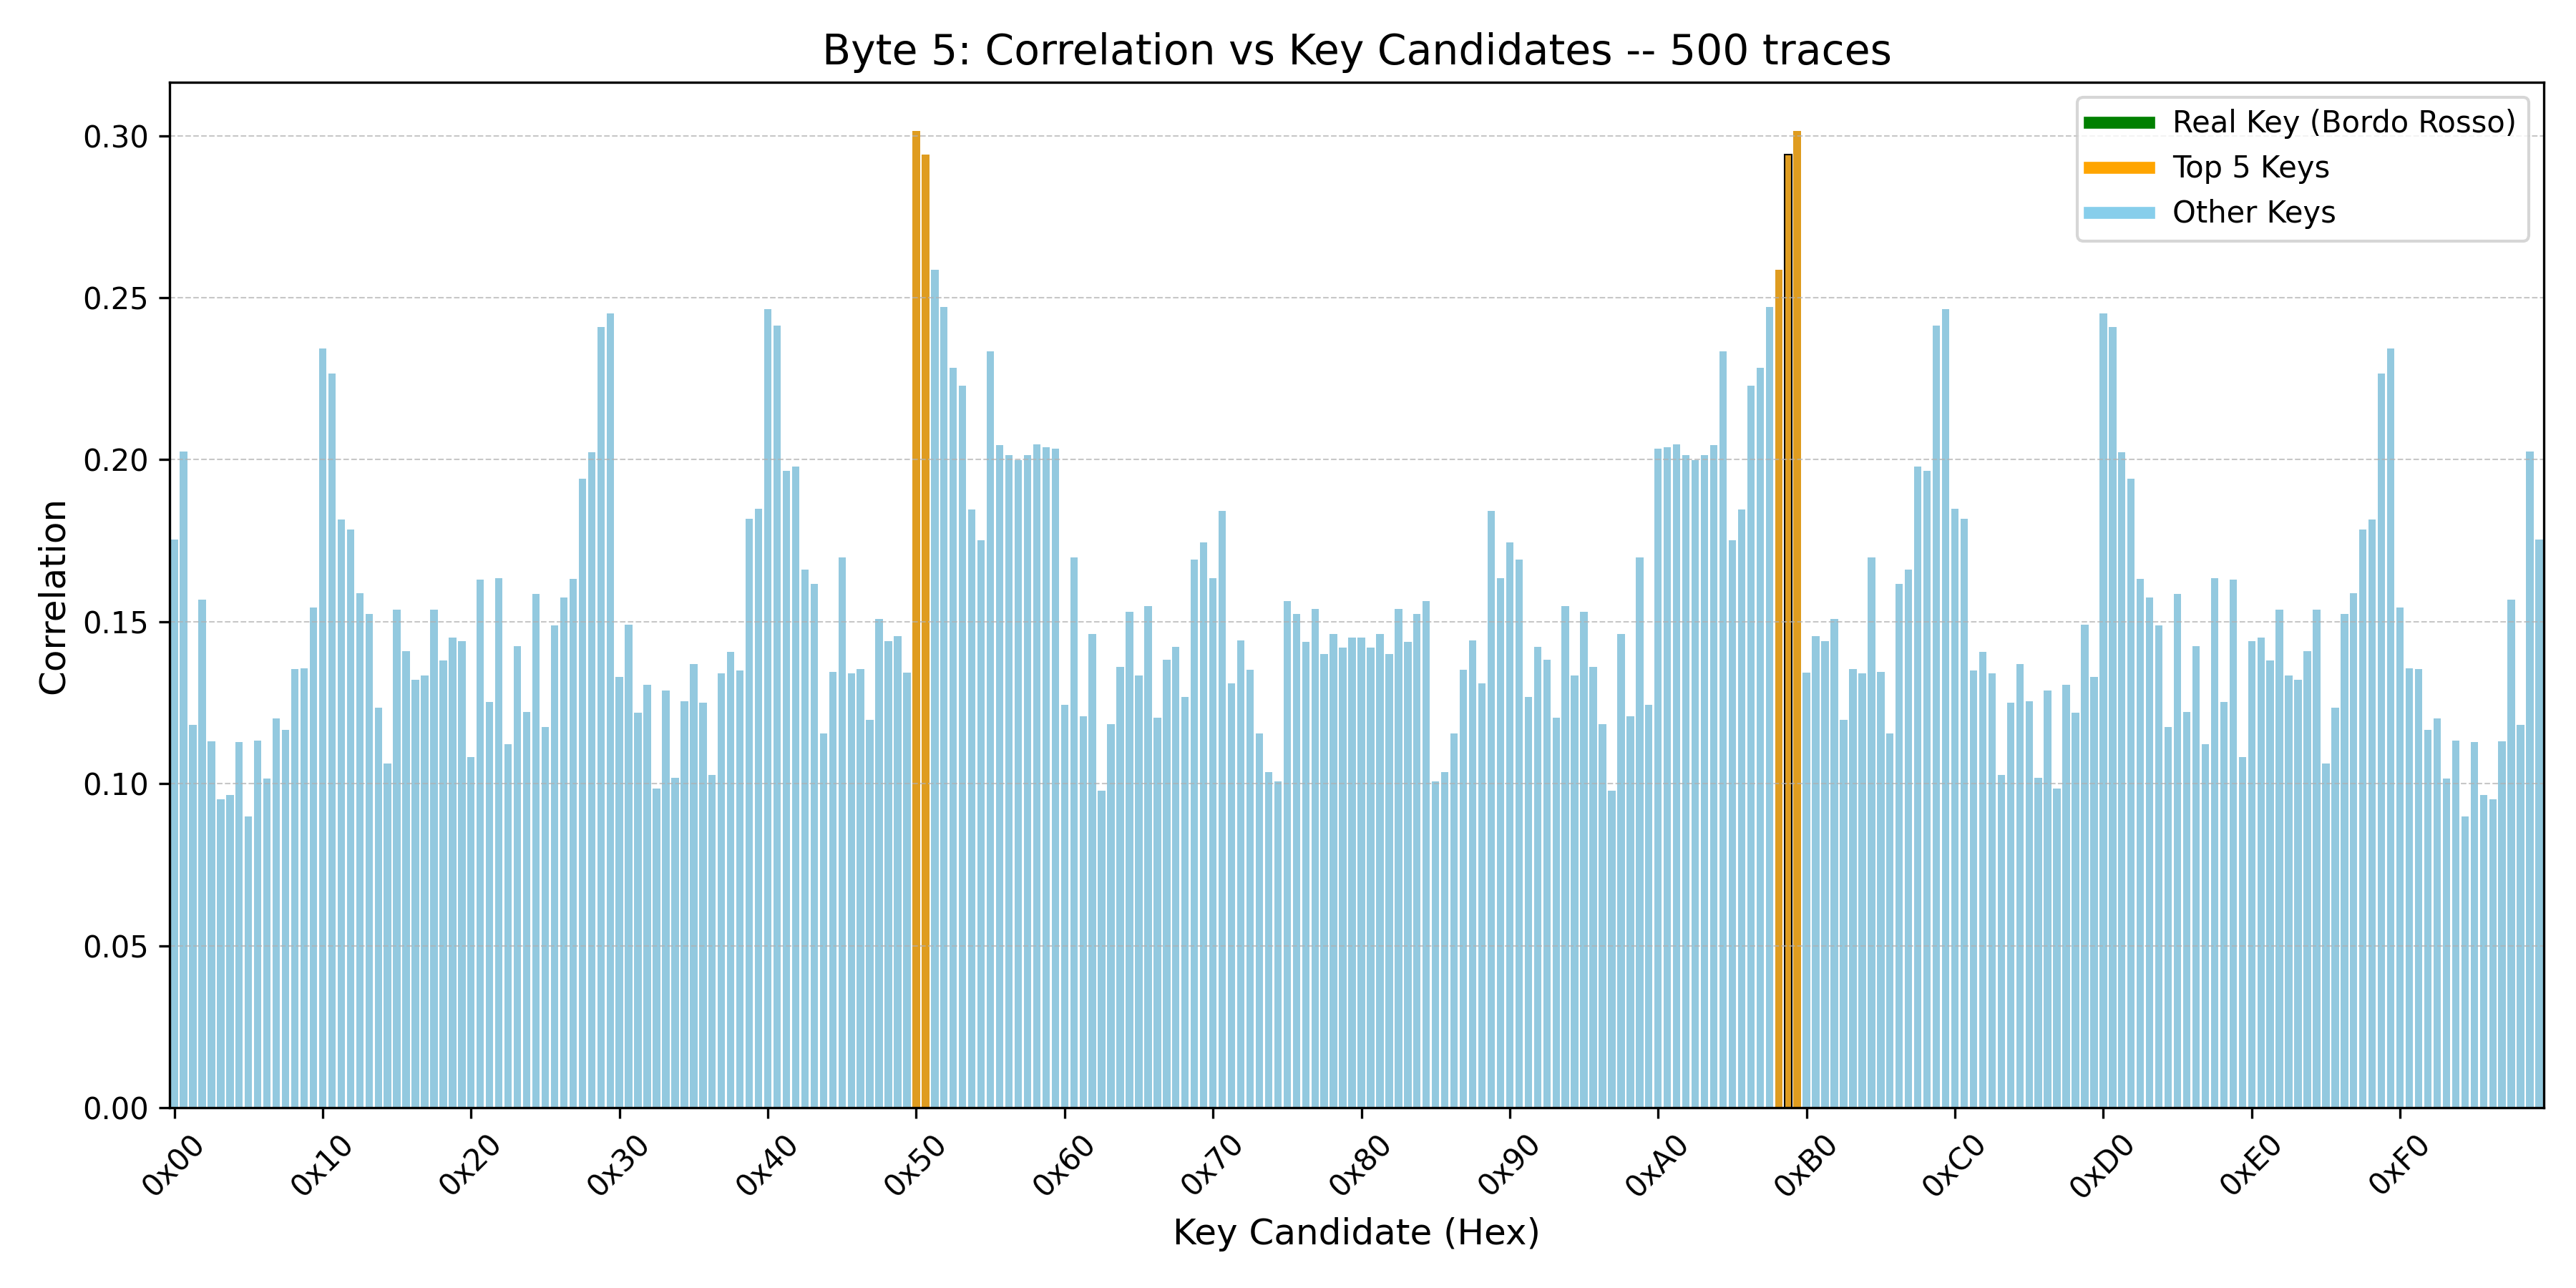 Byte 5: Correlation vs Key Candidates -- 500 traces
Real Key (Bordo Rosso)
Top 5 Keys
Other Keys
0.30
0.25
0.20
0.15
0.10
0.05
0.00
Correlation
0x00 0x10 0x20 0x30 0x40 0x50 0x60 0x70 0x80 0x90 0xA0 0xB0 0xC0 0xD0 0xE0 0xF0
Key Candidate (Hex)